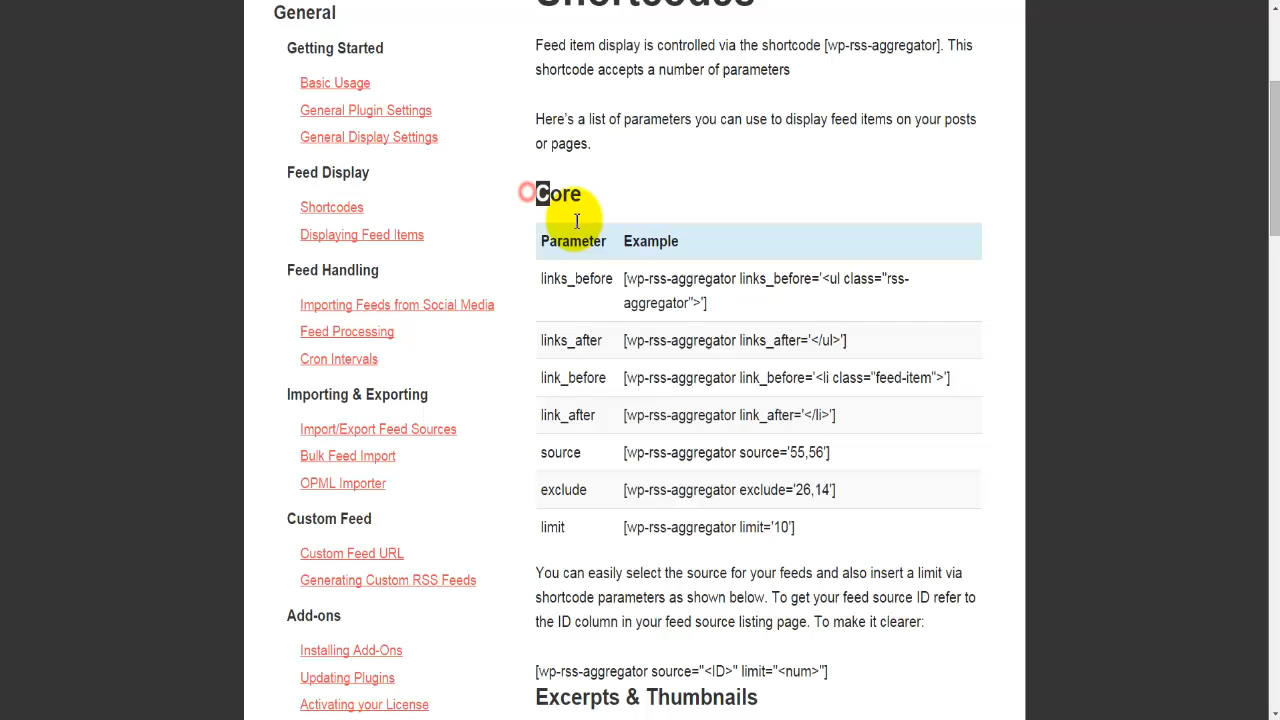 General
Getting Started
Basic Usage
General Plugin Settings
General Display Settings
Feed Display
Shortcodes
Displaying Feed Items
Feed Handling
Importing Feeds from Social Media
Feed Processing
Cron Intervals
Importing & Exporting
Import/Export Feed Sources
Bulk Feed Import
OPML Importer
Custom Feed
Custom Feed URL
Generating Custom RSS Feeds
Add-ons
Installing Add-Ons
Updating Plugins
Activating your License
Shortcodes
Feed item display is controlled via the shortcode [wp-rss-aggregator]. This
shortcode accepts a number of parameters
Here’s a list of parameters you can use to display feed items on your posts
or pages.
Core
Parameter Example
links_before [wp-rss-aggregator links_before='<ul class="rss-
aggregator">']
links_after [wp-rss-aggregator links_after='</ul>']
link_before [wp-rss-aggregator link_before='<li class="feed-item">']
link_after [wp-rss-aggregator link_after='</li>']
source [wp-rss-aggregator source='55,56']
exclude [wp-rss-aggregator exclude='26,14']
limit [wp-rss-aggregator limit='10']
You can easily select the source for your feeds and also insert a limit via
shortcode parameters as shown below. To get your feed source ID refer to
the ID column in your feed source listing page. To make it clearer:
[wp-rss-aggregator source="<ID>" limit="<num>"]
Excerpts & Thumbnails